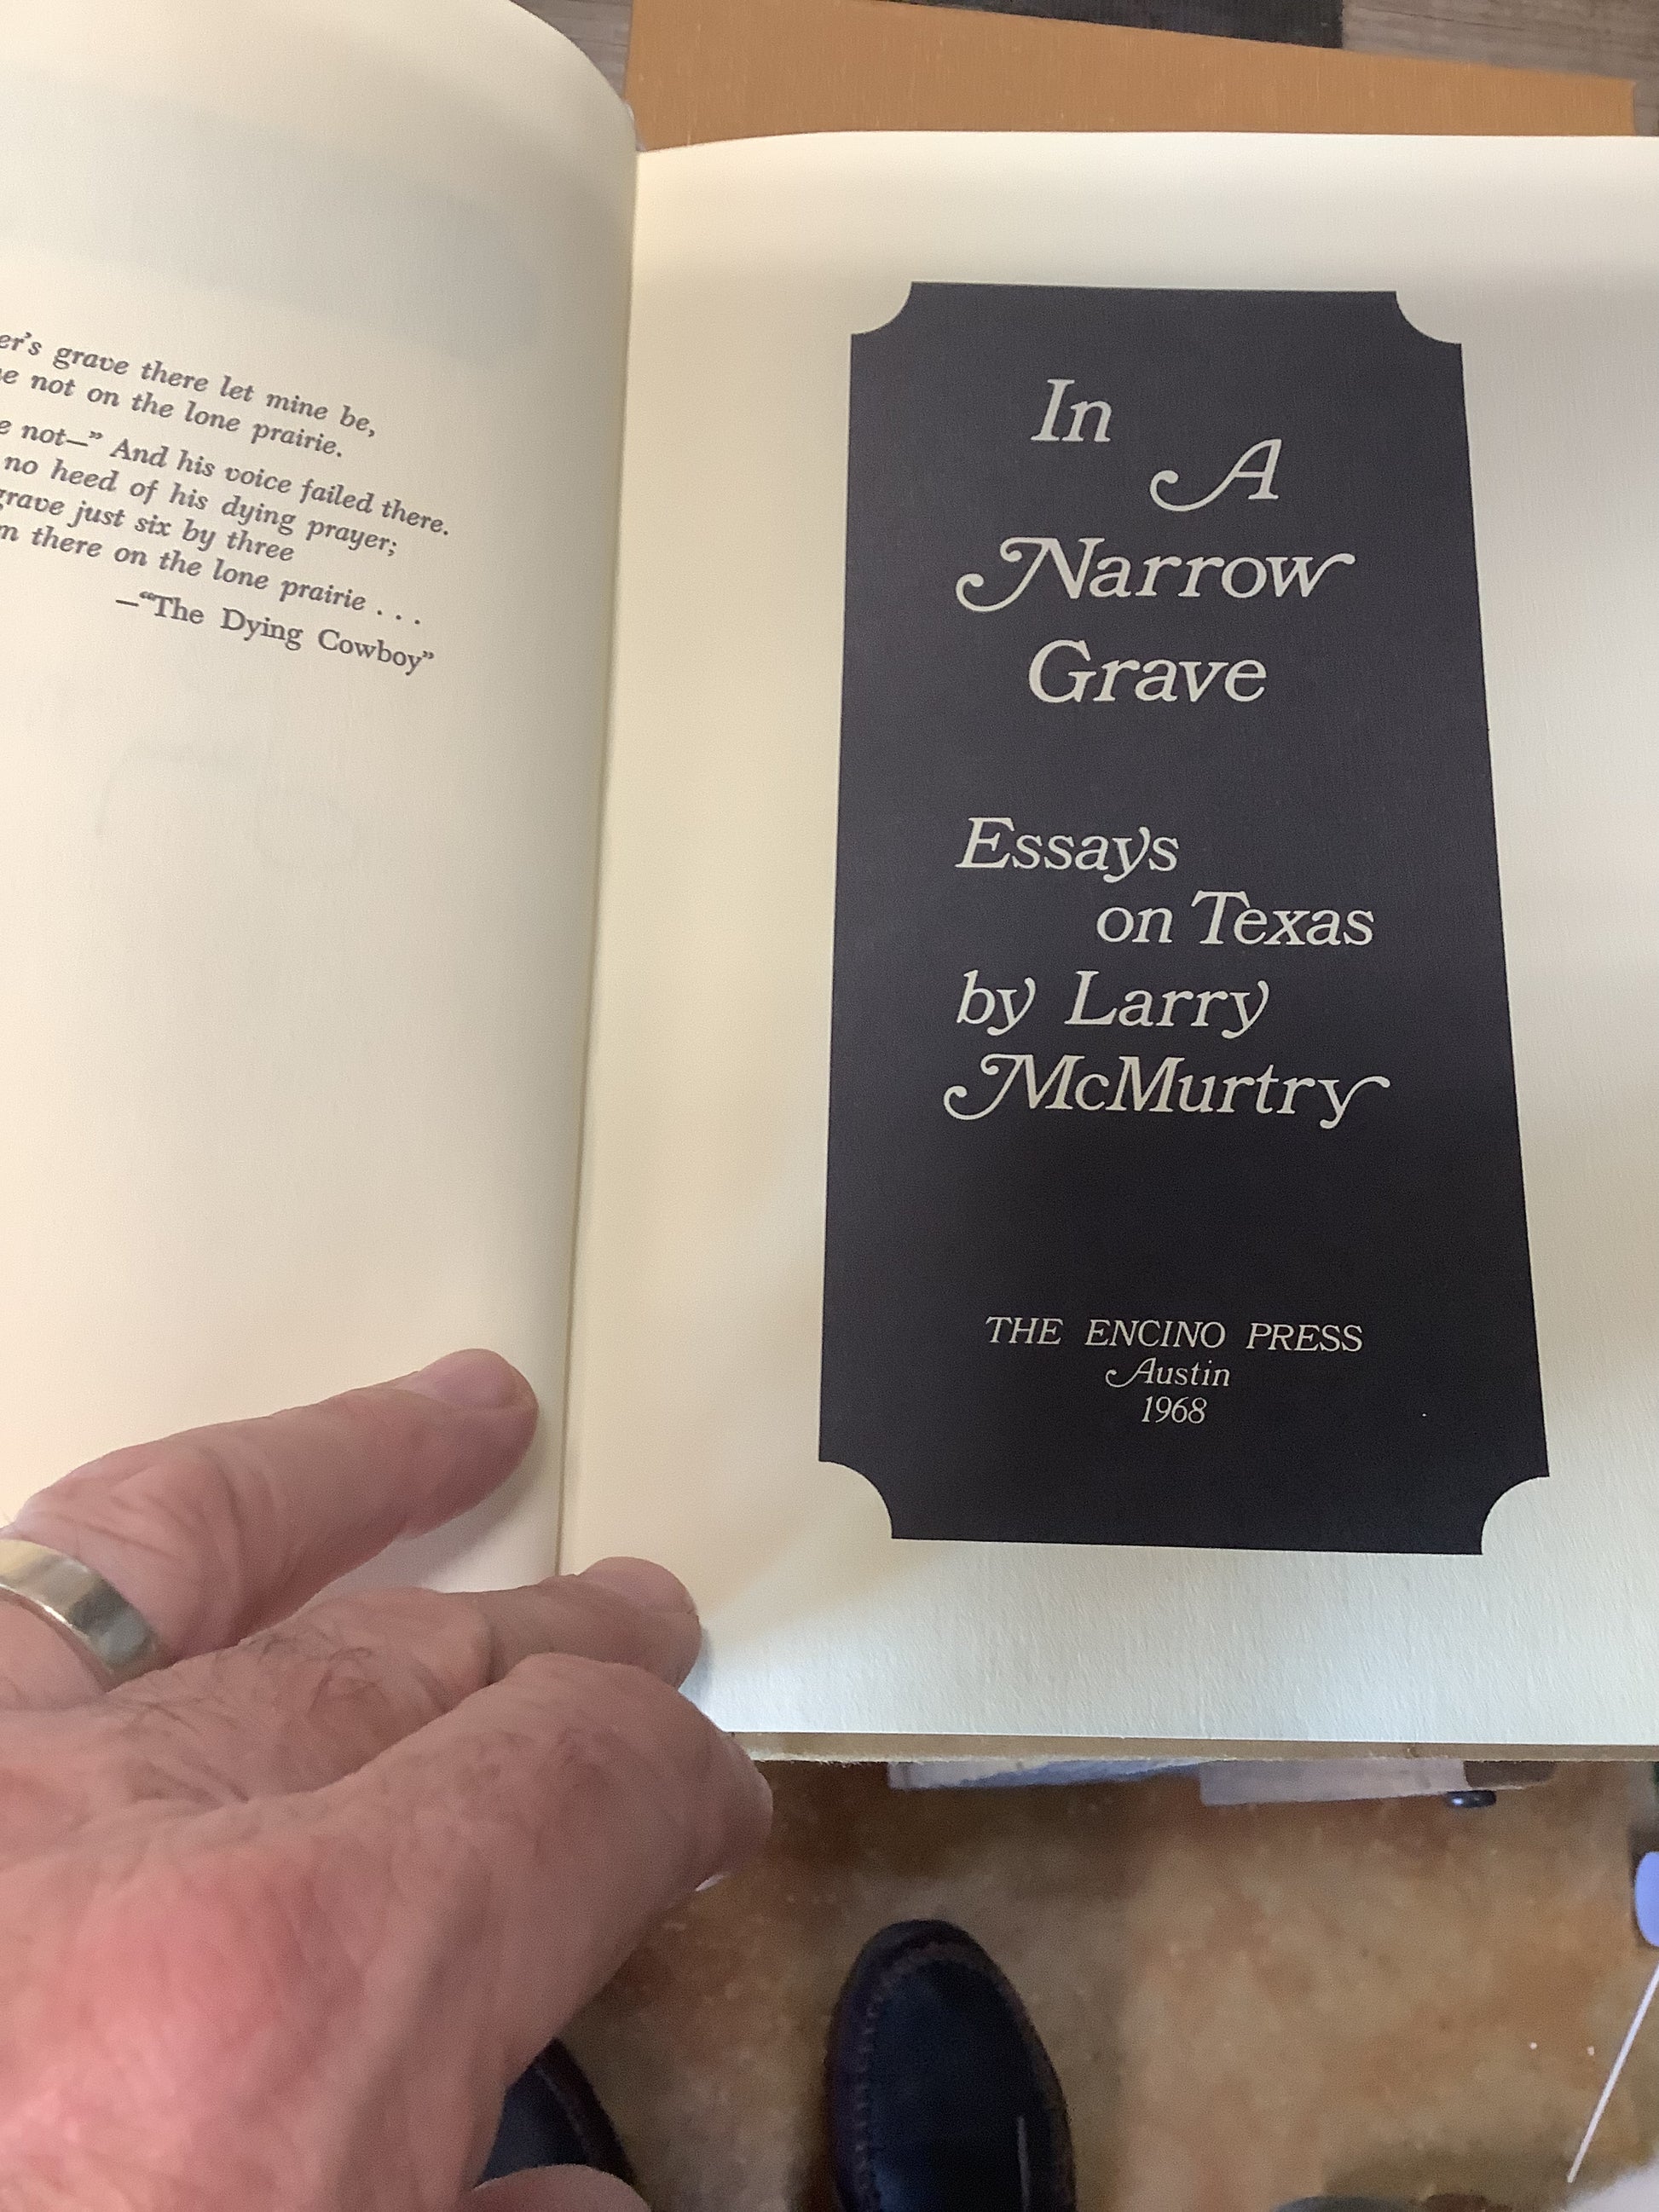 grave there let mine be,
not on the lone prairie.
not—” And his voice failed there.
no heed of his dying prayer;
grave just six by three
there on the lone prairie . . .
—“The Dying Cowboy”
In
A
Narrow
Grave
Essays
on Texas
by Larry
McMurtry
THE ENCINO PRESS
Austin
1968